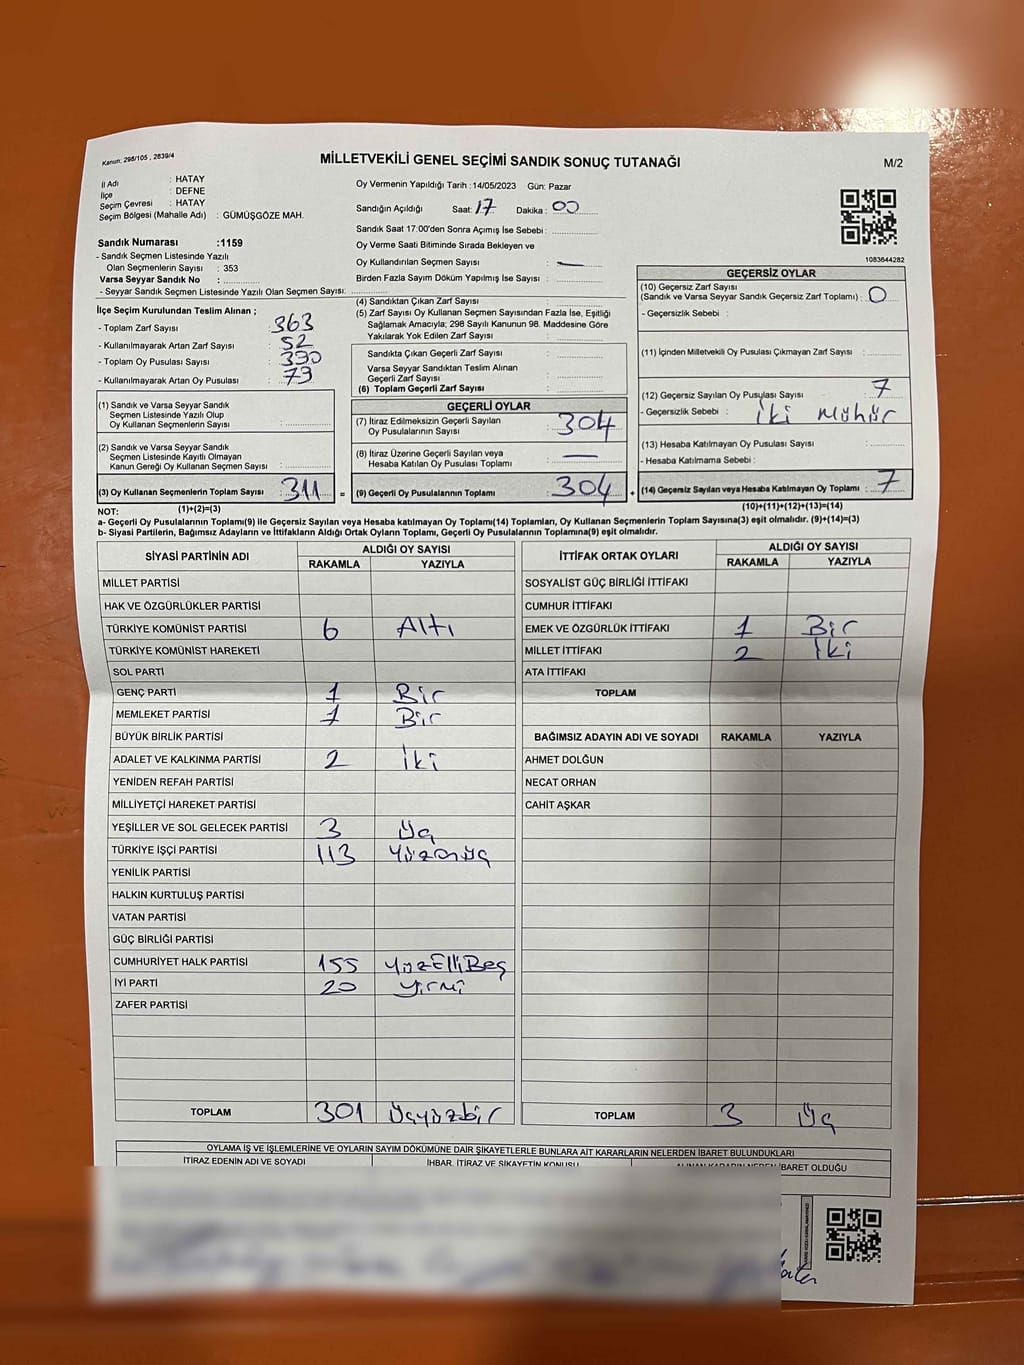 Kanun: 298/105 , 2839/4
MİLLETVEKİLİ GENEL SEÇİMİ SANDIK SONUÇ TUTANAĞI
M/2
İl Adı : HATAY
İlçe : DEFNE
Seçim Çevresi : HATAY
Seçim Bölgesi (Mahalle Adı) : GÜMÜŞGÖZE MAH.
Sandık Numarası :1159
- Sandık Seçmen Listesinde Yazılı
Olan Seçmenlerin Sayısı : 353
Varsa Seyyar Sandık No :
- Seyyar Sandık Seçmen Listesinde Yazılı Olan Seçmen Sayısı:
Oy Vermenin Yapıldığı Tarih :14/05/2023 Gün: Pazar
Sandığın Açıldığı Saat: 17 Dakika : 00
Sandık Saat 17:00'den Sonra Açımış İse Sebebi :
Oy Verme Saati Bitiminde Sırada Bekleyen ve
Oy Kullandırılan Seçmen Sayısı : —
Birden Fazla Sayım Döküm Yapılmış İse Sayısı :
1083644282
İlçe Seçim Kurulundan Teslim Alınan ;
- Toplam Zarf Sayısı : 363
- Kullanılmayarak Artan Zarf Sayısı : 52
- Toplam Oy Pusulası Sayısı : 390
- Kullanılmayarak Artan Oy Pusulası : 79
(1) Sandık ve Varsa Seyyar Sandık
Seçmen Listesinde Yazılı Olup
Oy Kullanan Seçmenlerin Sayısı :
(2) Sandık ve Varsa Seyyar Sandık
Seçmen Listesinde Kayıtlı Olmayan
Kanun Gereği Oy Kullanan Seçmen Sayısı :
(3) Oy Kullanan Seçmenlerin Toplam Sayısı : 311 =
(4) Sandıktan Çıkan Zarf Sayısı :
(5) Zarf Sayısı Oy Kullanan Seçmen Sayısından Fazla İse, Eşitliği
Sağlamak Amacıyla; 298 Sayılı Kanunun 98. Maddesine Göre
Yakılarak Yok Edilen Zarf Sayısı :
Sandıkta Çıkan Geçerli Zarf Sayısı :
Varsa Seyyar Sandıktan Teslim Alınan
Geçerli Zarf Sayısı :
(6) Toplam Geçerli Zarf Sayısı :
GEÇERLİ OYLAR
(7) İtiraz Edilmeksizin Geçerli Sayılan
Oy Pusulalarının Sayısı : 304
(8) İtiraz Üzerine Geçerli Sayılan veya
Hesaba Katılan Oy Pusulası Toplamı : —
(9) Geçerli Oy Pusulalarının Toplamı : 304 +
GEÇERSİZ OYLAR
(10) Geçersiz Zarf Sayısı
(Sandık ve Varsa Seyyar Sandık Geçersiz Zarf Toplamı) : 0
- Geçersizlik Sebebi :
(11) İçinden Milletvekili Oy Pusulası Çıkmayan Zarf Sayısı :
(12) Geçersiz Sayılan Oy Pusulası Sayısı : 7
- Geçersizlik Sebebi : İki Mühür
(13) Hesaba Katılmayan Oy Pusulası Sayısı :
- Hesaba Katılmama Sebebi :
(14) Geçersiz Sayılan veya Hesaba Katılmayan Oy Toplamı : 7
NOT: (1)+(2)=(3) (10)+(11)+(12)+(13)=(14)
a- Geçerli Oy Pusulalarının Toplamı(9) ile Geçersiz Sayılan veya Hesaba katılmayan Oy Toplamı(14) Toplamları, Oy Kullanan Seçmenlerin Toplam Sayısına(3) eşit olmalıdır. (9)+(14)=(3)
b- Siyasi Partilerin, Bağımsız Adayların ve İttifakların Aldığı Ortak Oyların Toplamı, Geçerli Oy Pusulalarının Toplamına(9) eşit olmalıdır.
SİYASİ PARTİNİN ADI ALDIĞI OY SAYISI
RAKAMLA YAZIYLA
MİLLET PARTİSİ
HAK VE ÖZGÜRLÜKLER PARTİSİ
TÜRKİYE KOMÜNİST PARTİSİ 6 Altı
TÜRKİYE KOMÜNİST HAREKETİ
SOL PARTİ
GENÇ PARTİ 1 Bir
MEMLEKET PARTİSİ 1 Bir
BÜYÜK BİRLİK PARTİSİ
ADALET VE KALKINMA PARTİSİ 2 İki
YENİDEN REFAH PARTİSİ
MİLLİYETÇİ HAREKET PARTİSİ
YEŞİLLER VE SOL GELECEK PARTİSİ 3 Üç
TÜRKİYE İŞÇİ PARTİSİ 113 Yüzonüç
YENİLİK PARTİSİ
HALKIN KURTULUŞ PARTİSİ
VATAN PARTİSİ
GÜÇ BİRLİĞİ PARTİSİ
CUMHURİYET HALK PARTİSİ 155 YüzElliBeş
İYİ PARTİ 20 Yirmi
ZAFER PARTİSİ
TOPLAM 301 Üçyüzbir
İTTİFAK ORTAK OYLARI ALDIĞI OY SAYISI
RAKAMLA YAZIYLA
SOSYALİST GÜÇ BİRLİĞİ İTTİFAKI
CUMHUR İTTİFAKI
EMEK VE ÖZGÜRLÜK İTTİFAKI 1 Bir
MİLLET İTTİFAKI 2 İki
ATA İTTİFAKI
TOPLAM
BAĞIMSIZ ADAYIN ADI VE SOYADI RAKAMLA YAZIYLA
AHMET DOLĞUN
NECAT ORHAN
CAHİT AŞKAR
TOPLAM 3 Üç
OYLAMA İŞ VE İŞLEMLERİNE VE OYLARIN SAYIM DÖKÜMÜNE DAİR ŞİKAYETLERLE BUNLARA AİT KARARLARIN NELERDEN İBARET BULUNDUKLARI
İTİRAZ EDENİN ADI VE SOYADI İHBAR, İTİRAZ VE ŞİKAYETİN KONUSU ALINAN KARARIN NEDEN İBARET OLDUĞU